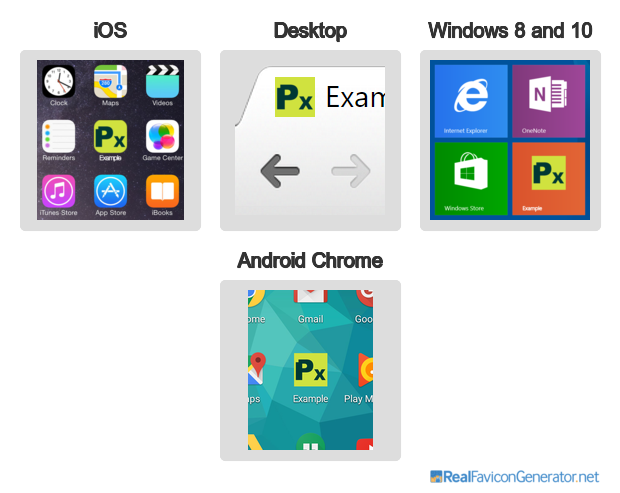 iOS
Desktop
Windows 8 and 10
Clock
Maps
Videos
Reminders
Px
Example
Game Center
iTunes Store
App Store
iBooks
Px
Exam
Internet Explorer
N
OneNote
Windows Store
Px
Example
Android Chrome
ome
Gmail
Goo
aps
Px
Example
Play M
RealFaviconGenerator.net